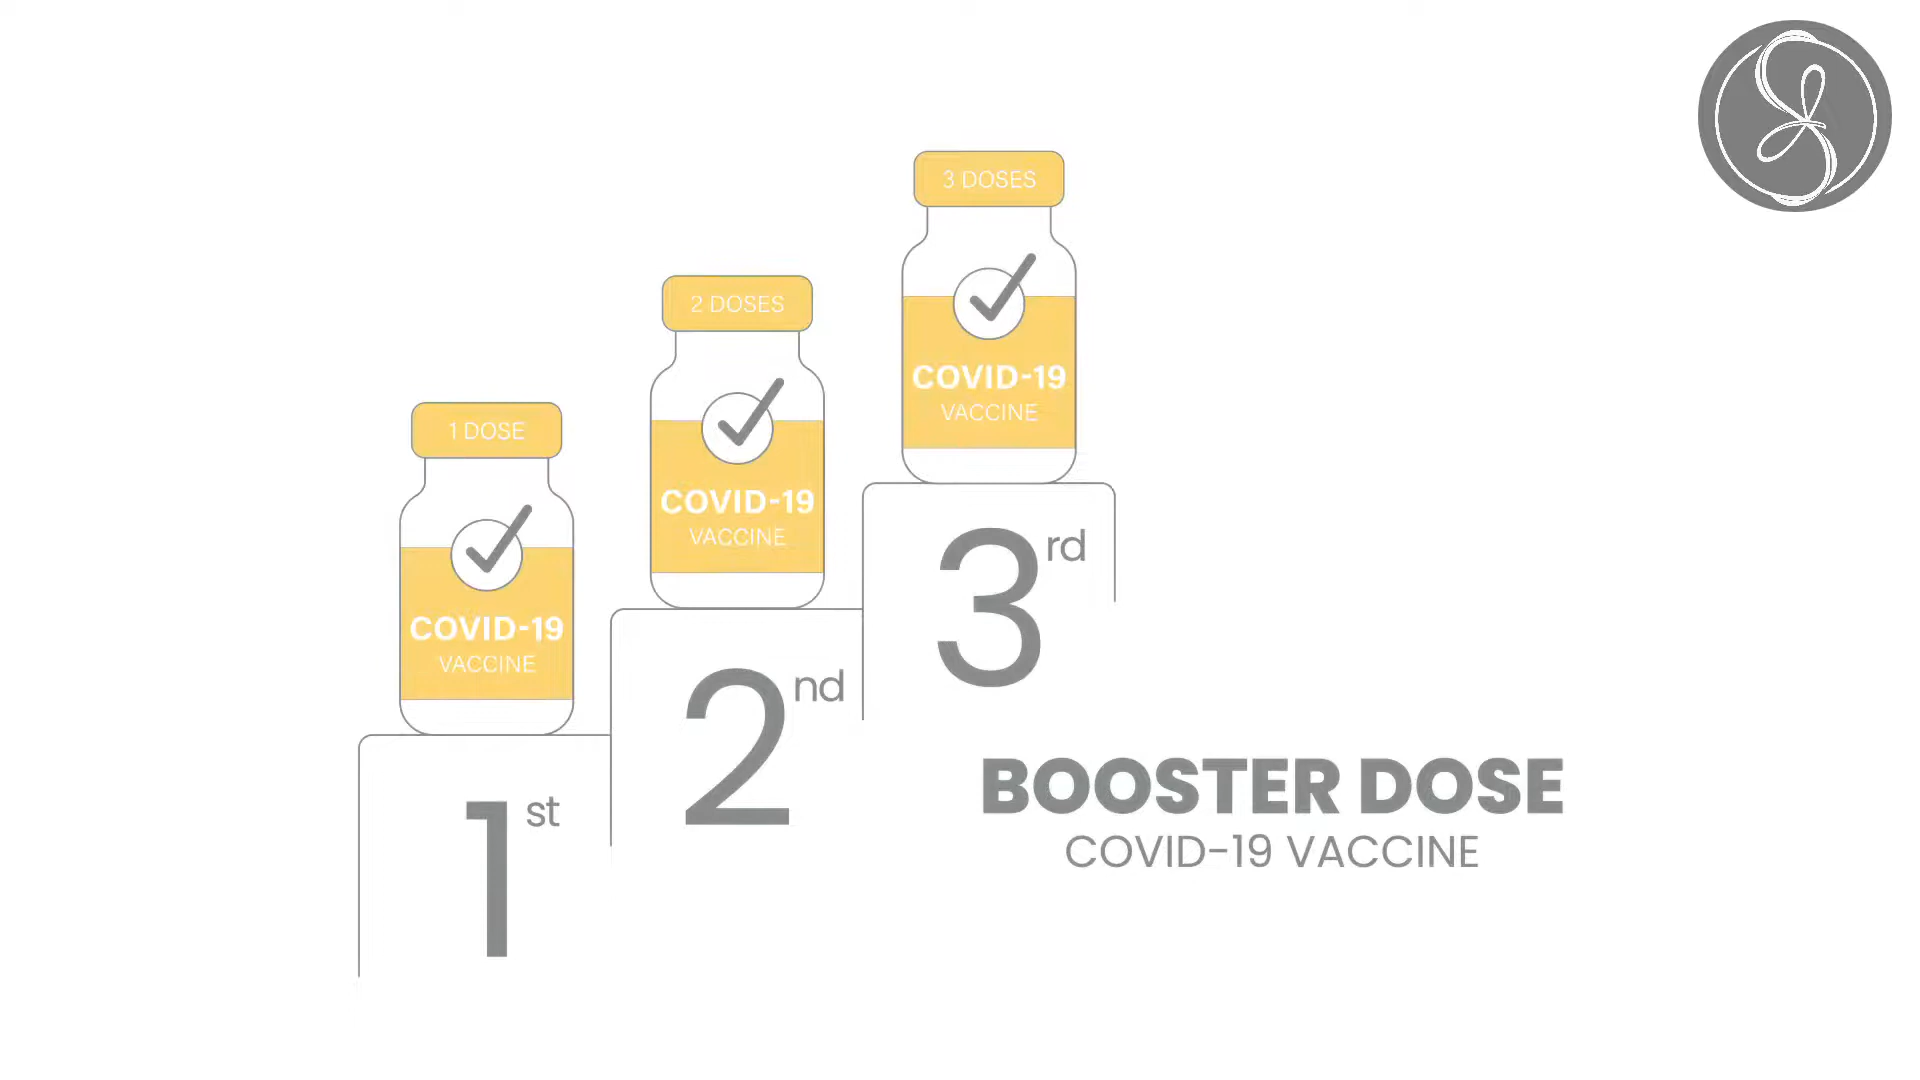 1 DOSE
COVID-19
VACCINE
1st
2 DOSES
COVID-19
VACCINE
2nd
3 DOSES
COVID-19
VACCINE
3rd
BOOSTER DOSE
COVID-19 VACCINE